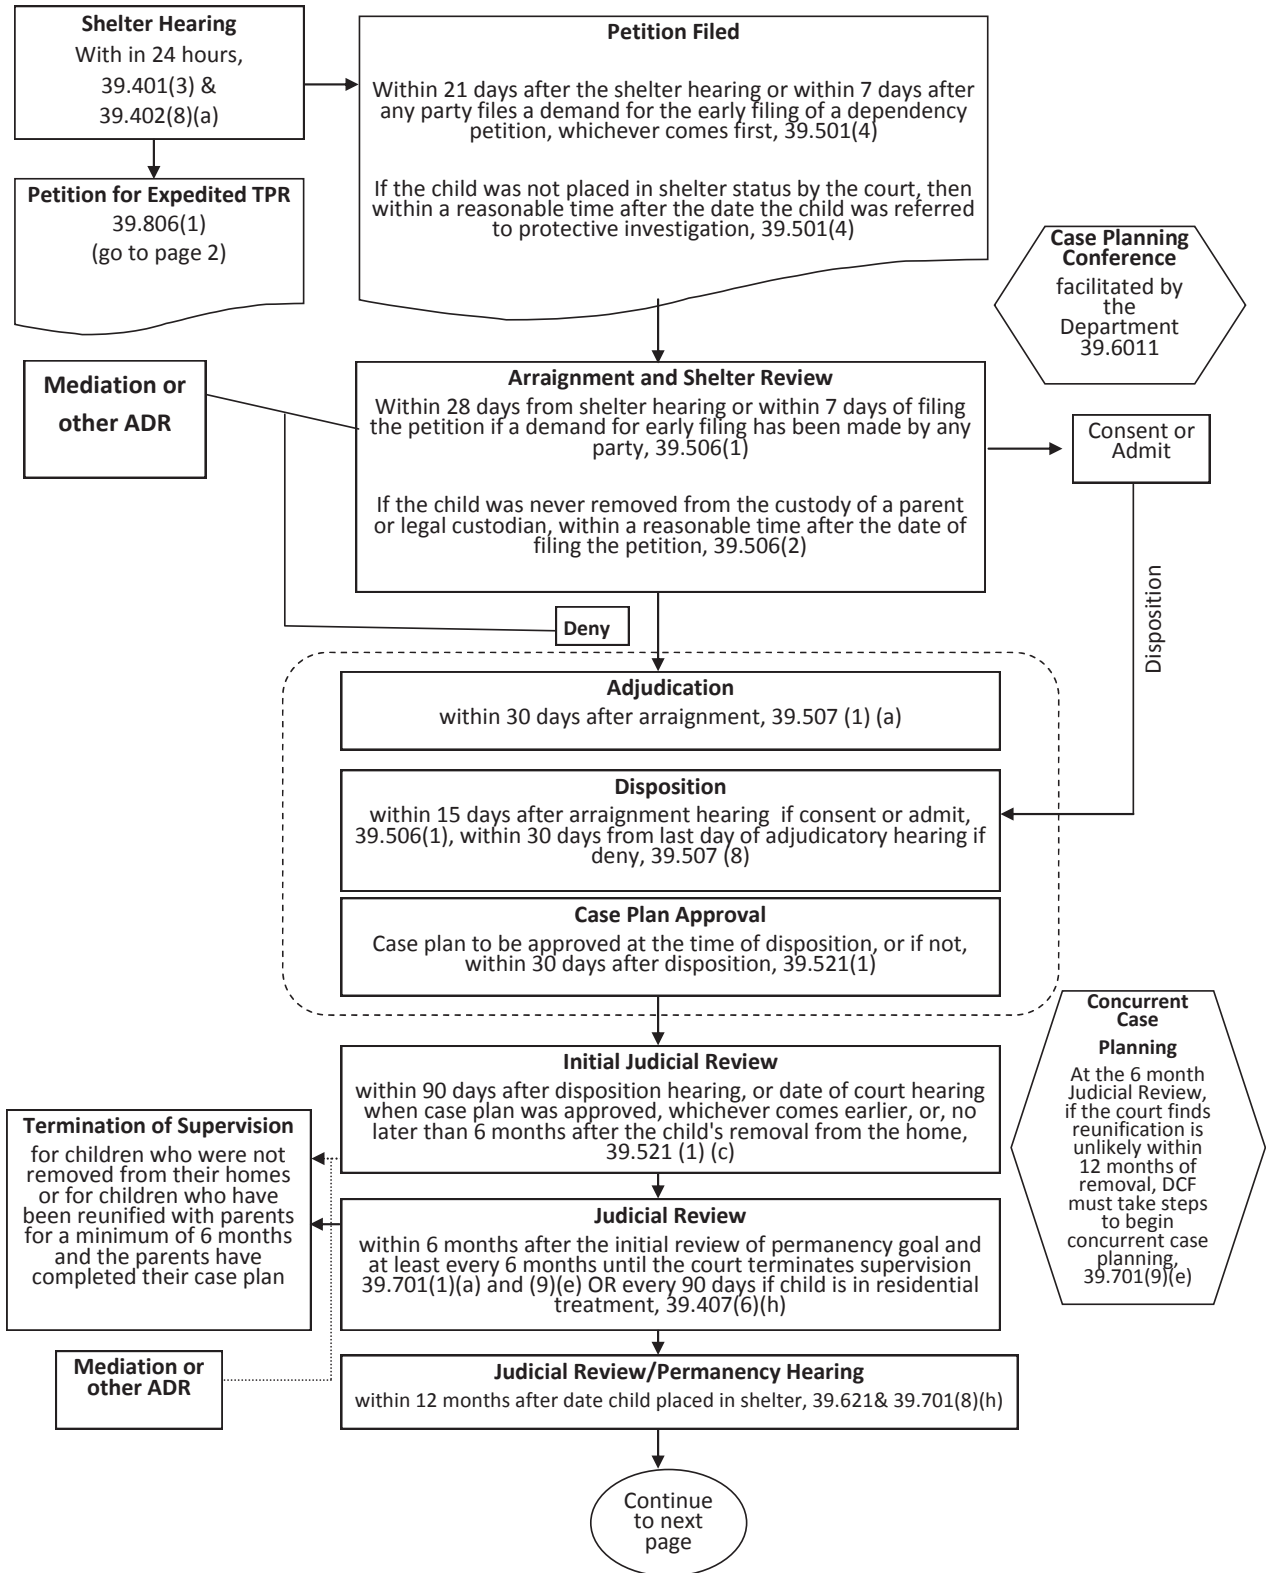 Shelter Hearing
With in 24 hours,
39.401(3) &
39.402(8)(a)
Petition Filed
Within 21 days after the shelter hearing or within 7 days after
any party files a demand for the early filing of a dependency
petition, whichever comes first, 39.501(4)
If the child was not placed in shelter status by the court, then
within a reasonable time after the date the child was referred
to protective investigation, 39.501(4)
Petition for Expedited TPR
39.806(1)
(go to page 2)
Case Planning
Conference
facilitated by
the
Department
39.6011
Mediation or
other ADR
Arraignment and Shelter Review
Within 28 days from shelter hearing or within 7 days of filing
the petition if a demand for early filing has been made by any
party, 39.506(1)
If the child was never removed from the custody of a parent
or legal custodian, within a reasonable time after the date of
filing the petition, 39.506(2)
Consent or
Admit
Disposition
Deny
Adjudication
within 30 days after arraignment, 39.507 (1) (a)
Disposition
within 15 days after arraignment hearing if consent or admit,
39.506(1), within 30 days from last day of adjudicatory hearing if
deny, 39.507 (8)
Case Plan Approval
Case plan to be approved at the time of disposition, or if not,
within 30 days after disposition, 39.521(1)
Concurrent
Case
Planning
At the 6 month
Judicial Review,
if the court finds
reunification is
unlikely within
12 months of
removal, DCF
must take steps
to begin
concurrent case
planning,
39.701(9)(e)
Initial Judicial Review
within 90 days after disposition hearing, or date of court hearing
when case plan was approved, whichever comes earlier, or, no
later than 6 months after the child's removal from the home,
39.521 (1) (c)
Termination of Supervision
for children who were not
removed from their homes
or for children who have
been reunified with parents
for a minimum of 6 months
and the parents have
completed their case plan
Judicial Review
within 6 months after the initial review of permanency goal and
at least every 6 months until the court terminates supervision
39.701(1)(a) and (9)(e) OR every 90 days if child is in residential
treatment, 39.407(6)(h)
Mediation or
other ADR
Judicial Review/Permanency Hearing
within 12 months after date child placed in shelter, 39.621& 39.701(8)(h)
Continue
to next
page